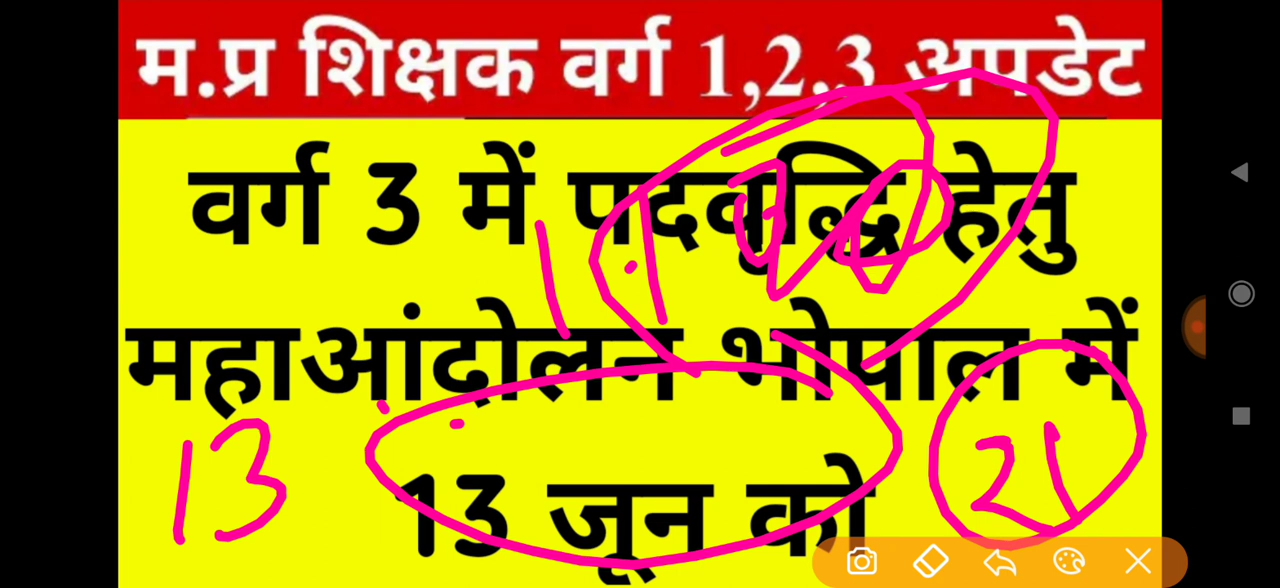 म.प्र शिक्षक वर्ग 1,2,3 अपडेट
वर्ग 3 में पदवृद्धि हेतु
महाआंदोलन भोपाल में
13 21
13 जून को